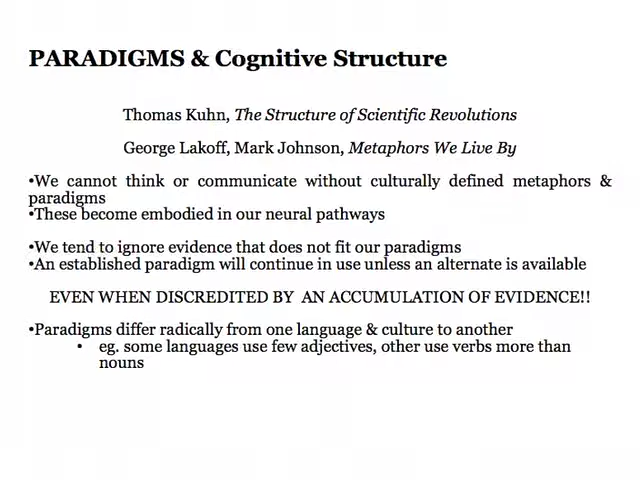 PARADIGMS & Cognitive Structure
Thomas Kuhn, The Structure of Scientific Revolutions
George Lakoff, Mark Johnson, Metaphors We Live By
•We cannot think or communicate without culturally defined metaphors &
paradigms
•These become embodied in our neural pathways
•We tend to ignore evidence that does not fit our paradigms
•An established paradigm will continue in use unless an alternate is available
EVEN WHEN DISCREDITED BY AN ACCUMULATION OF EVIDENCE!!
•Paradigms differ radically from one language & culture to another
• eg. some languages use few adjectives, other use verbs more than
nouns